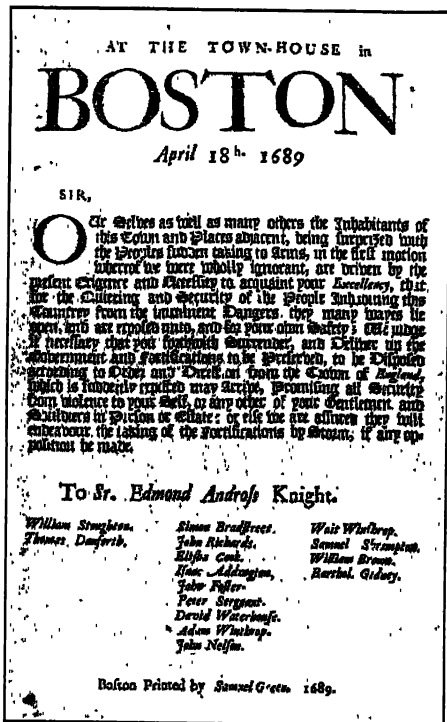 AT THE TOWN-HOUSE in
BOSTON
April 18h. 1689
SIR,
OUr Selves as well as many others the Inhabitants of
this Town and Places adjacent, being surprized with
the Peoples sudden taking to Arms, in the first motion
whereof we were wholly ignorant, are driven by the
present Exigence and Necessity to acquaint your Excellency, that
for the Quieting and Security of the People Inhabiting this
Countrey from the imminent Dangers they many wayes lie
open, and are exposed unto, and for your own Safety; We judge
it necessary that you forthwith Surrender, and Deliver up the
Government and Fortifications to be Preserved, to be Disposed
according to Order and Direction from the Crown of England,
which is suddenly expected may Arrive, Promising all Security
from violence to your Self, or any other of your Gentlemen and
Souldiers in Person or Estate: or else we are assured they will
endeavour the taking of the Fortifications by Storm, if any op-
position be made.
To Sr. Edmond Andross Knight.
William Stoughton. Simon Bradstreet. Wait Winthrop.
Thomas Danforth. John Richards. Samuel Shrimpton.
Elisha Cook. William Brown.
Isaac Addington, Barthol. Gidney.
John Foster.
Peter Sergeant.
David Waterhouse.
Adam Winthrop.
John Nelson.
Boston Printed by Samuel Green. 1689.